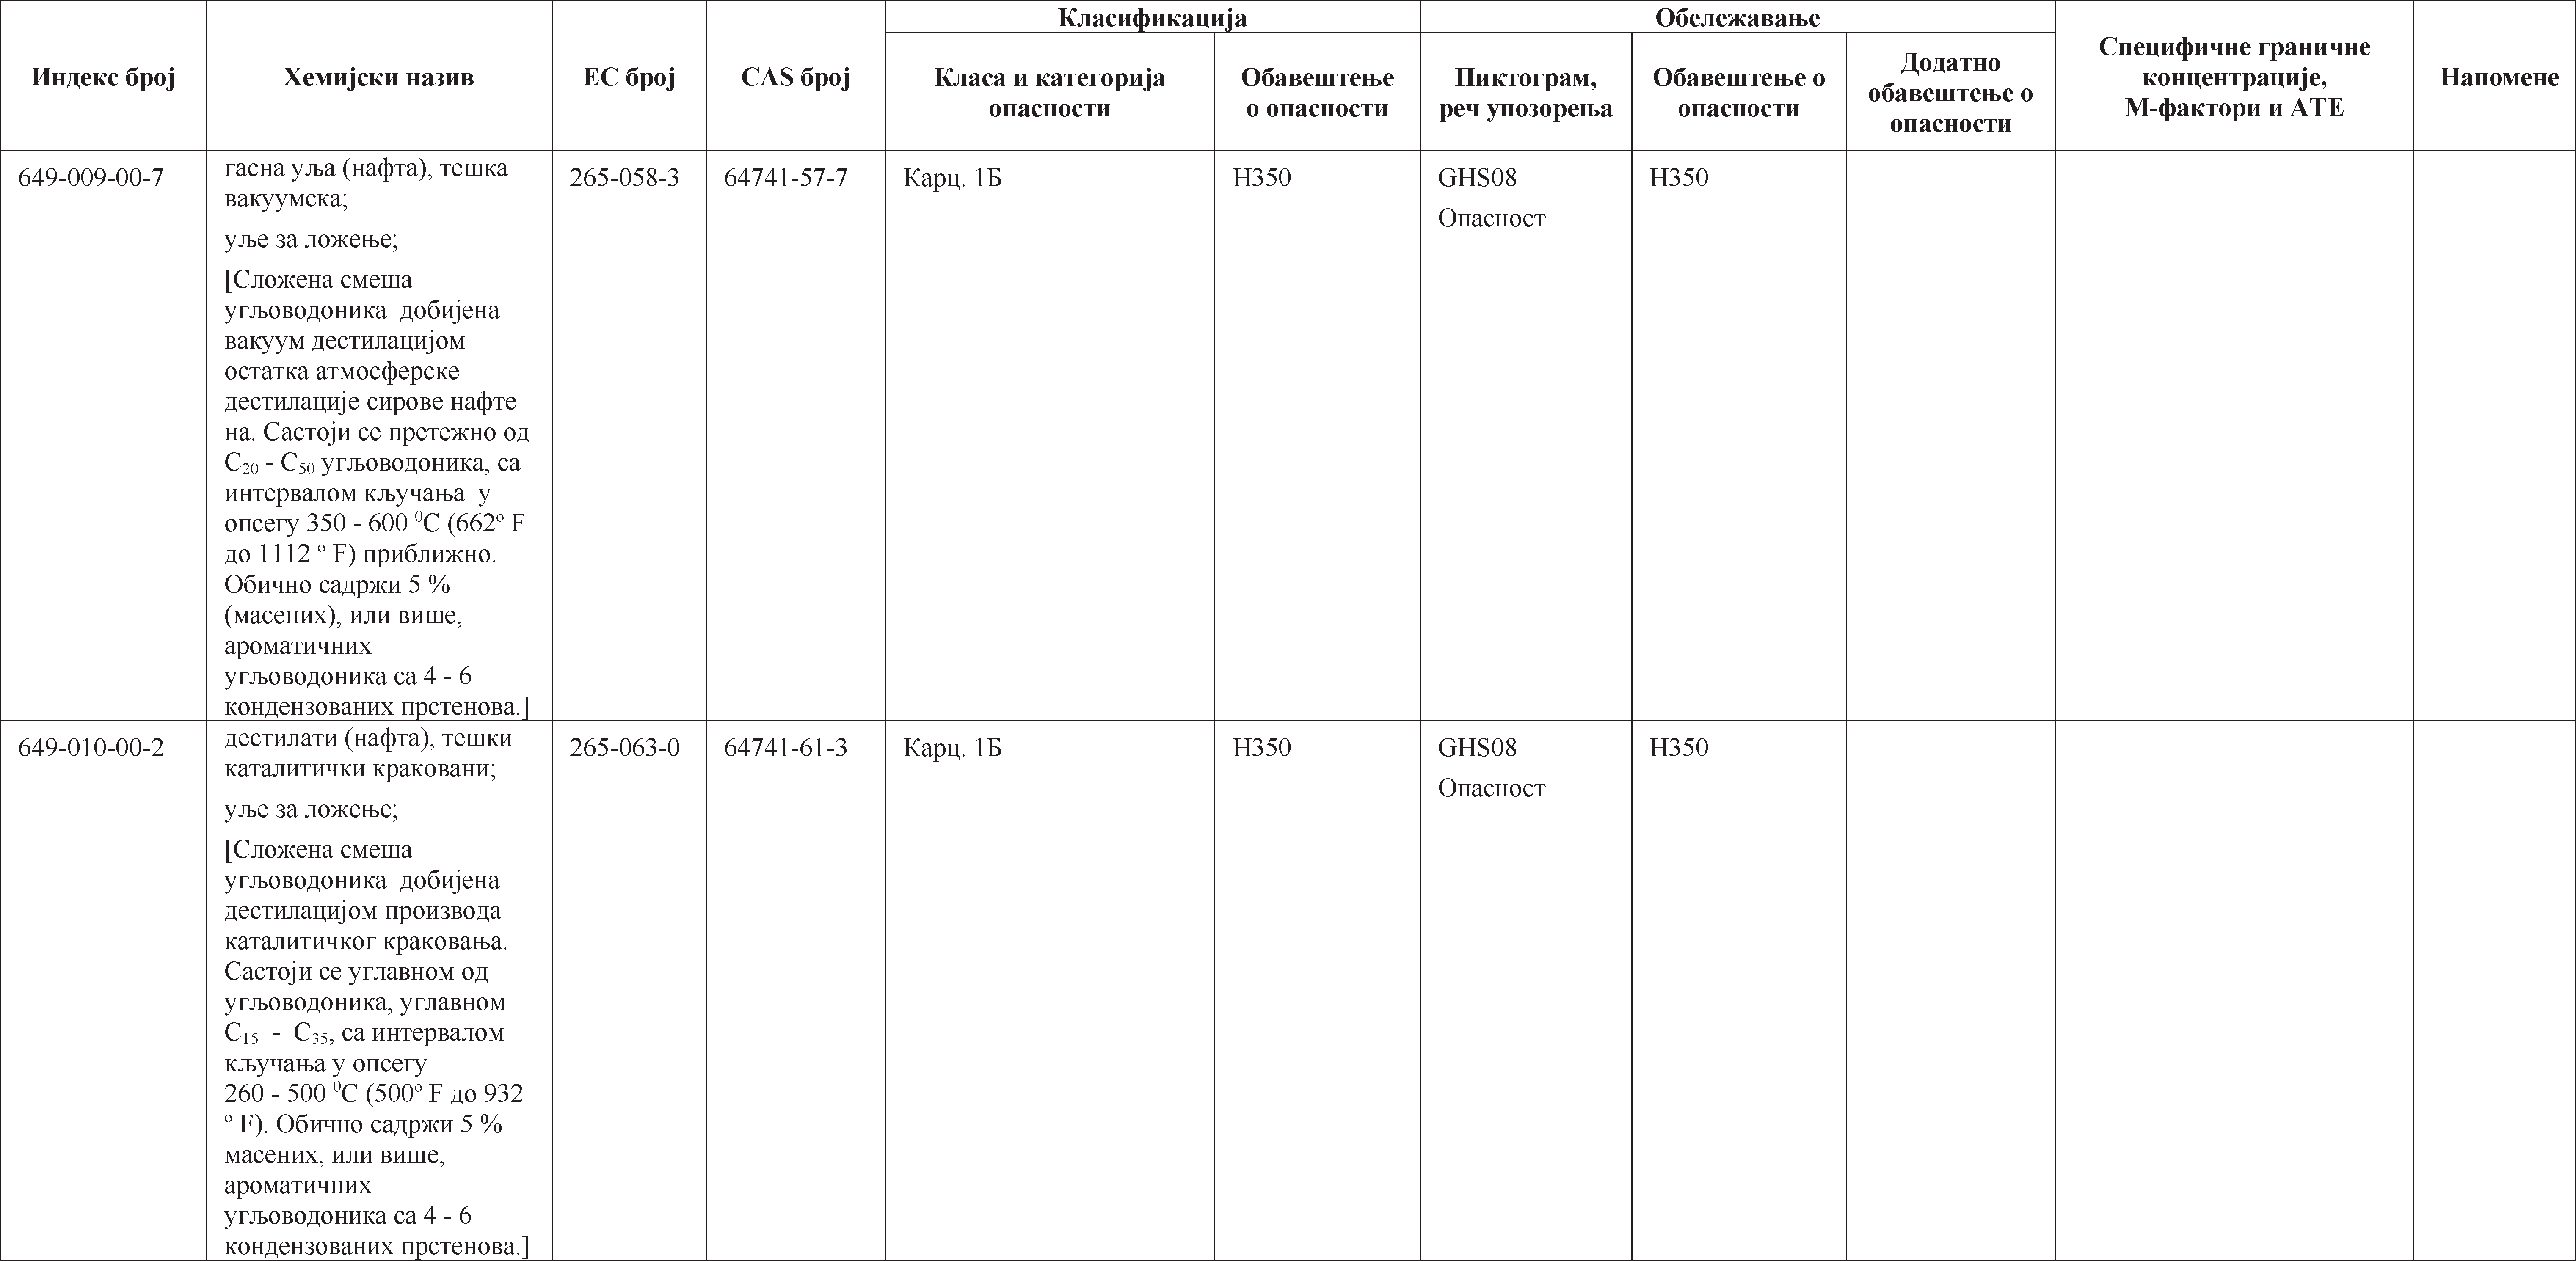 Класификација
Обележавање
Индекс број
Хемијски назив
ЕС број
CAS број
Класа и категорија
опасности
Обавештење
о опасности
Пиктограм,
реч упозорења
Обавештење о
опасности
Додатно
обавештење о
опасности
Специфичне граничне
концентрације,
М-фактори и АТЕ
Напомене
649-009-00-7
гасна уља (нафта), тешка
вакуумска;
уље за ложење;
[Сложена смеша
угљоводоника  добијена
вакуум дестилацијом
остатка атмосферске
дестилације сирове нафте
на. Састоји се претежно од
C₂₀ - C₅₀ угљоводоника, са
интервалом кључања  у
опсегу 350 - 600 ⁰C (662º F
до 1112 º F) приближно.
Обично садржи 5 %
(масених), или више,
ароматичних
угљоводоника са 4 - 6
кондензованих прстенова.]
265-058-3
64741-57-7
Карц. 1Б
H350
GHS08
Опасност
H350
649-010-00-2
дестилати (нафта), тешки
каталитички краковани;
уље за ложење;
[Сложена смеша
угљоводоника  добијена
дестилацијом производа
каталитичког краковања.
Састоји се углавном од
угљоводоника, углавном
C₁₅  -  C₃₅, са интервалом
кључања у опсегу
260 - 500 ⁰C (500º F до 932
º F). Обично садржи 5 %
масених, или више,
ароматичних
угљоводоника са 4 - 6
кондензованих прстенова.]
265-063-0
64741-61-3
Карц. 1Б
H350
GHS08
Опасност
H350